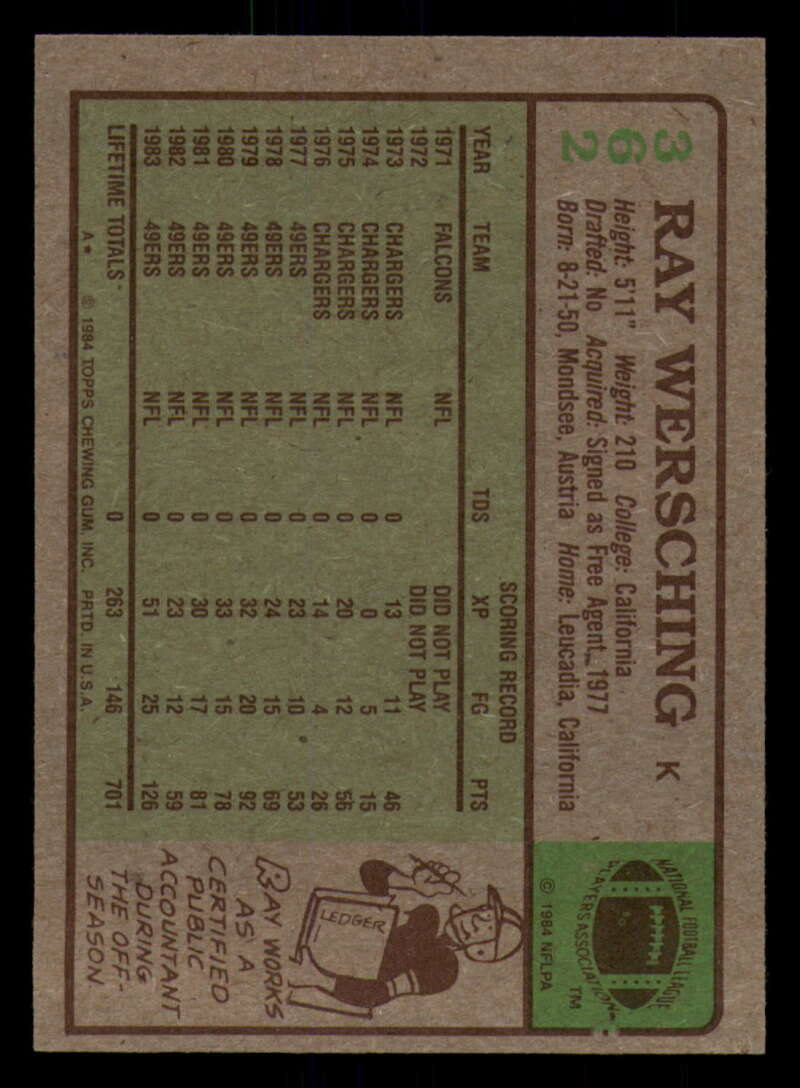 362
RAY WERSCHING K
Height: 5'11" Weight: 210 College: California
Drafted: No Acquired: Signed as Free Agent, 1977
Born: 8-21-50, Mondsee, Austria Home: Leucadia, California
NATIONAL FOOTBALL LEAGUE
PLAYERS ASSOCIATION
TM
© 1984 NFLPA
SCORING RECORD
YEAR TEAM TDS XP FG PTS
1971 FALCONS NFL DID NOT PLAY
1972 DID NOT PLAY
1973 CHARGERS NFL 0 13 11 46
1974 CHARGERS NFL 0 0 5 15
1975 CHARGERS NFL 0 20 12 56
1976 CHARGERS NFL 0 14 4 26
1977 49ERS NFL 0 23 10 53
1978 49ERS NFL 0 24 15 69
1979 49ERS NFL 0 32 20 92
1980 49ERS NFL 0 33 15 78
1981 49ERS NFL 0 30 17 81
1982 49ERS NFL 0 23 12 59
1983 49ERS NFL 0 51 25 126
LIFETIME TOTALS- 0 263 146 701
A* © 1984 TOPPS CHEWING GUM, INC. PRTD. IN U.S.A.
LEDGER
RAY WORKS
AS A
CERTIFIED
PUBLIC
ACCOUNTANT
DURING
THE OFF-
SEASON